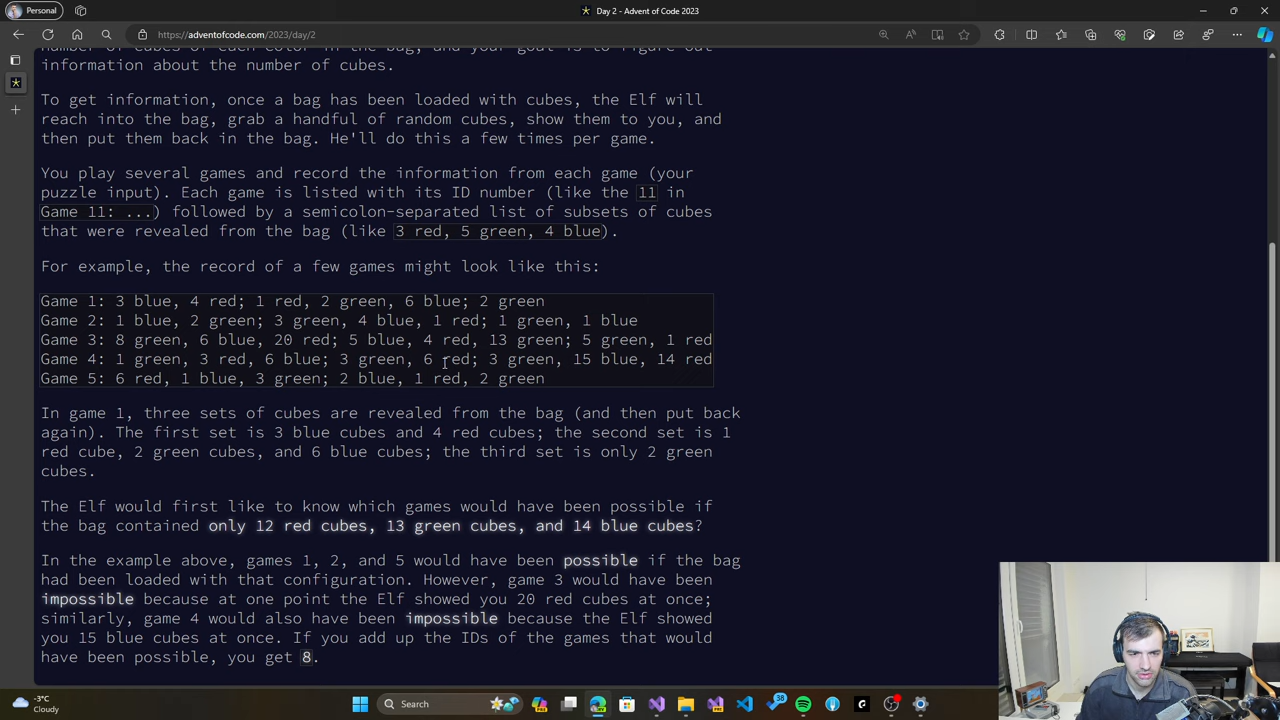 Personal
Day 2 - Advent of Code 2023
https://adventofcode.com/2023/day/2
number of cubes of each color in the bag, and your goal is to figure out
information about the number of cubes.
To get information, once a bag has been loaded with cubes, the Elf will
reach into the bag, grab a handful of random cubes, show them to you, and
then put them back in the bag. He'll do this a few times per game.
You play several games and record the information from each game (your
puzzle input). Each game is listed with its ID number (like the 11 in
Game 11: ...) followed by a semicolon-separated list of subsets of cubes
that were revealed from the bag (like 3 red, 5 green, 4 blue).
For example, the record of a few games might look like this:
Game 1: 3 blue, 4 red; 1 red, 2 green, 6 blue; 2 green
Game 2: 1 blue, 2 green; 3 green, 4 blue, 1 red; 1 green, 1 blue
Game 3: 8 green, 6 blue, 20 red; 5 blue, 4 red, 13 green; 5 green, 1 red
Game 4: 1 green, 3 red, 6 blue; 3 green, 6 red; 3 green, 15 blue, 14 red
Game 5: 6 red, 1 blue, 3 green; 2 blue, 1 red, 2 green
In game 1, three sets of cubes are revealed from the bag (and then put back
again). The first set is 3 blue cubes and 4 red cubes; the second set is 1
red cube, 2 green cubes, and 6 blue cubes; the third set is only 2 green
cubes.
The Elf would first like to know which games would have been possible if
the bag contained only 12 red cubes, 13 green cubes, and 14 blue cubes?
In the example above, games 1, 2, and 5 would have been possible if the bag
had been loaded with that configuration. However, game 3 would have been
impossible because at one point the Elf showed you 20 red cubes at once;
similarly, game 4 would also have been impossible because the Elf showed
you 15 blue cubes at once. If you add up the IDs of the games that would
have been possible, you get 8.
-3°C
Cloudy
Search
38